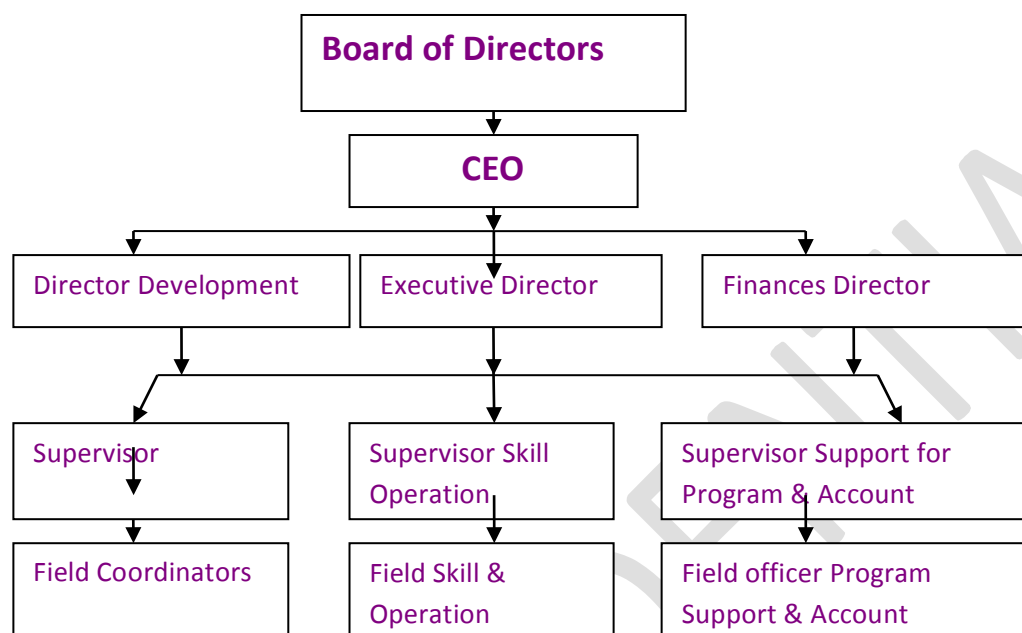 Board of Directors
CEO
Director Development
Executive Director
Finances Director
Supervisor
Supervisor Skill
Operation
Supervisor Support for
Program & Account
Field Coordinators
Field Skill &
Operation
Field officer Program
Support & Account